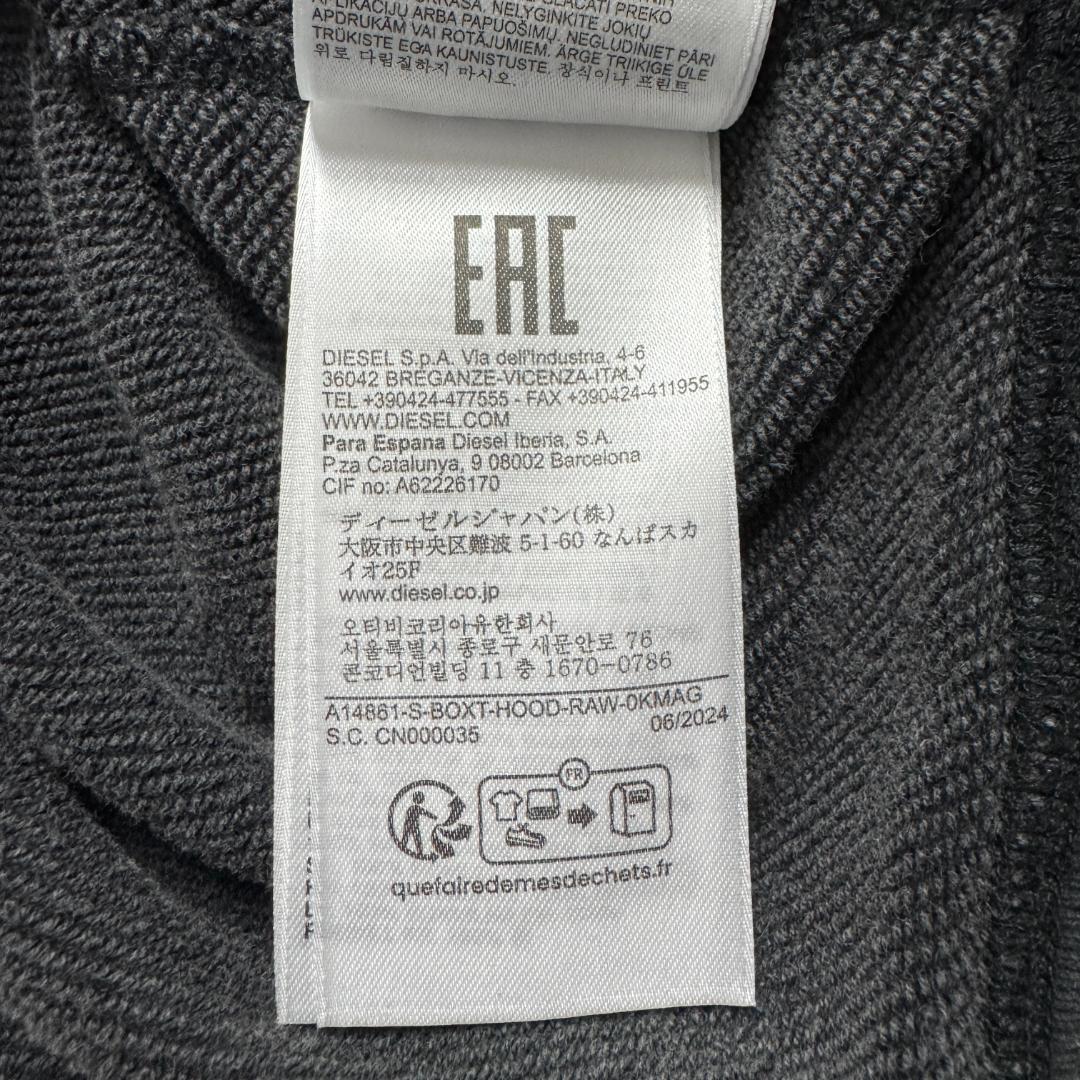 PREKO
NELYGINKITE JOKIŲ
APLIKACIJŲ ARBA PAPUOŠIMŲ. NEGLUDINIET PĀRI
APDRUKĀM VAI ROTĀJUMIEM. ÄRGE TRIIKIGE ÜLE
TRÜKISTE EGA KAUNISTUSTE. 장식이나 프린트
위로 다림질하지 마시오.
EAC
DIESEL S.p.A. Via dell'Industria, 4-6
36042 BREGANZE-VICENZA-ITALY
TEL +390424-477555 - FAX +390424-411955
WWW.DIESEL.COM
Para Espana Diesel Iberia, S.A.
P.za Catalunya, 9 08002 Barcelona
CIF no: A62226170
ディーゼルジャパン(株)
大阪市中央区難波 5-1-60 なんばスカ
イオ25F
www.diesel.co.jp
오티비코리아유한회사
서울특별시 종로구 새문안로 76
콘코디언빌딩 11 층 1670-0786
A14861-S-BOXT-HOOD-RAW-0KMAG
06/2024
S.C. CN000035
FR
quefairedemesdechets.fr